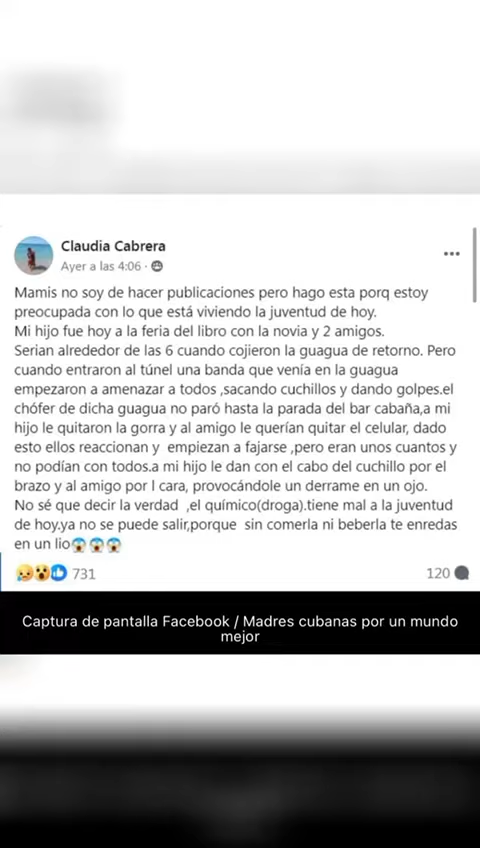 Claudia Cabrera
Ayer a las 4:06 ·
Mamis no soy de hacer publicaciones pero hago esta porq estoy
preocupada con lo que está viviendo la juventud de hoy.
Mi hijo fue hoy a la feria del libro con la novia y 2 amigos.
Serian alrededor de las 6 cuando cojieron la guagua de retorno. Pero
cuando entraron al túnel una banda que venía en la guagua
empezaron a amenazar a todos ,sacando cuchillos y dando golpes.el
chófer de dicha guagua no paró hasta la parada del bar cabaña,a mi
hijo le quitaron la gorra y al amigo le querían quitar el celular, dado
esto ellos reaccionan y empiezan a fajarse ,pero eran unos cuantos y
no podían con todos.a mi hijo le dan con el cabo del cuchillo por el
brazo y al amigo por l cara, provocándole un derrame en un ojo.
No sé que decir la verdad ,el químico(droga).tiene mal a la juventud
de hoy.ya no se puede salir,porque sin comerla ni beberla te enredas
en un lio😱😱😱
731
120
Captura de pantalla Facebook / Madres cubanas por un mundo
mejor